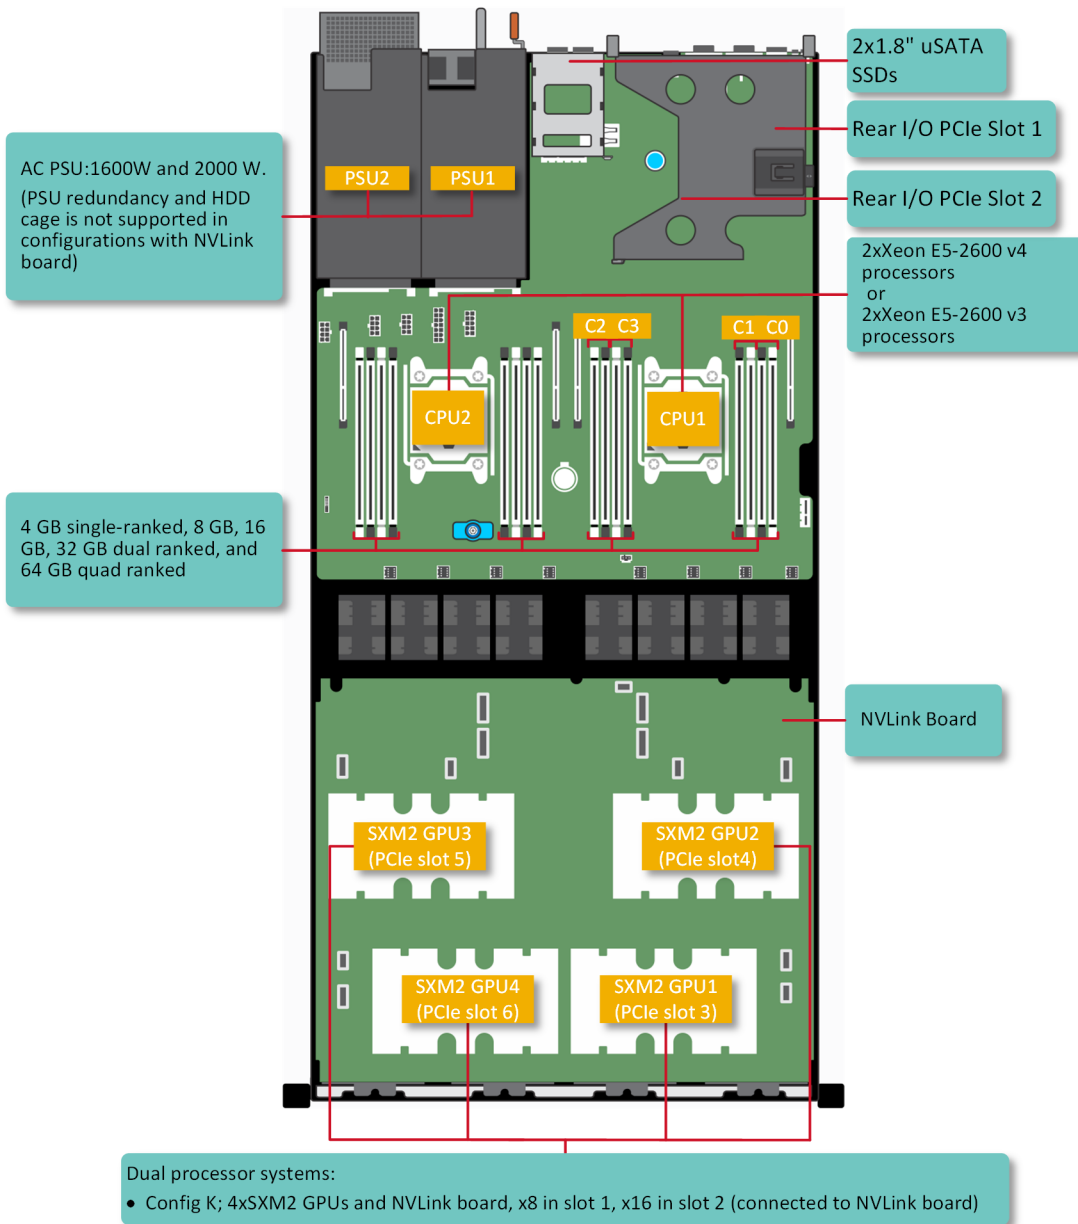 2x1.8" uSATA
SSDs
Rear I/O PCIe Slot 1
AC PSU:1600W and 2000 W.
(PSU redundancy and HDD
cage is not supported in
configurations with NVLink
board)
PSU2
PSU1
Rear I/O PCIe Slot 2
2xXeon E5-2600 v4
processors
or
2xXeon E5-2600 v3
processors
C2 C3
C1 C0
CPU2
CPU1
4 GB single-ranked, 8 GB, 16
GB, 32 GB dual ranked, and
64 GB quad ranked
NVLink Board
SXM2 GPU3
(PCIe slot 5)
SXM2 GPU2
(PCIe slot4)
SXM2 GPU4
(PCIe slot 6)
SXM2 GPU1
(PCIe slot 3)
Dual processor systems:
• Config K; 4xSXM2 GPUs and NVLink board, x8 in slot 1, x16 in slot 2 (connected to NVLink board)